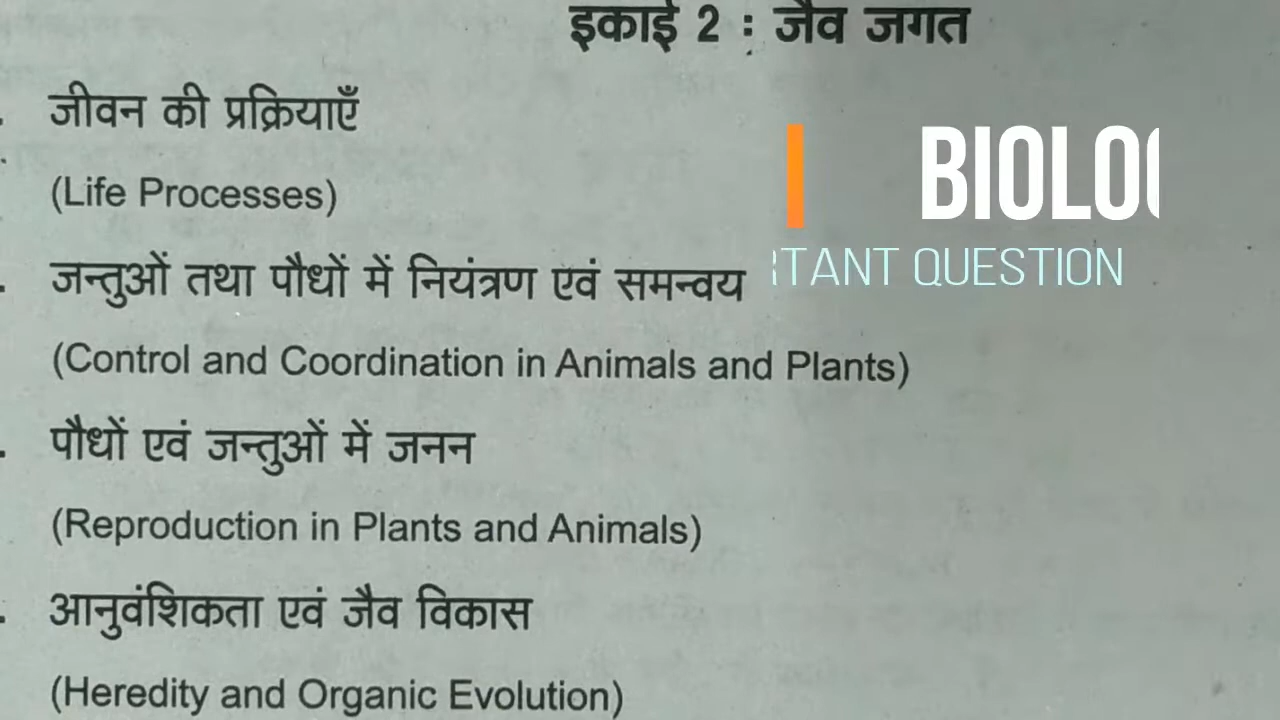 इकाई 2 : जैव जगत
जीवन की प्रक्रियाएँ
(Life Processes)
जन्तुओं तथा पौधों में नियंत्रण एवं समन्वय
(Control and Coordination in Animals and Plants)
पौधों एवं जन्तुओं में जनन
(Reproduction in Plants and Animals)
आनुवंशिकता एवं जैव विकास
(Heredity and Organic Evolution)
QUESTION